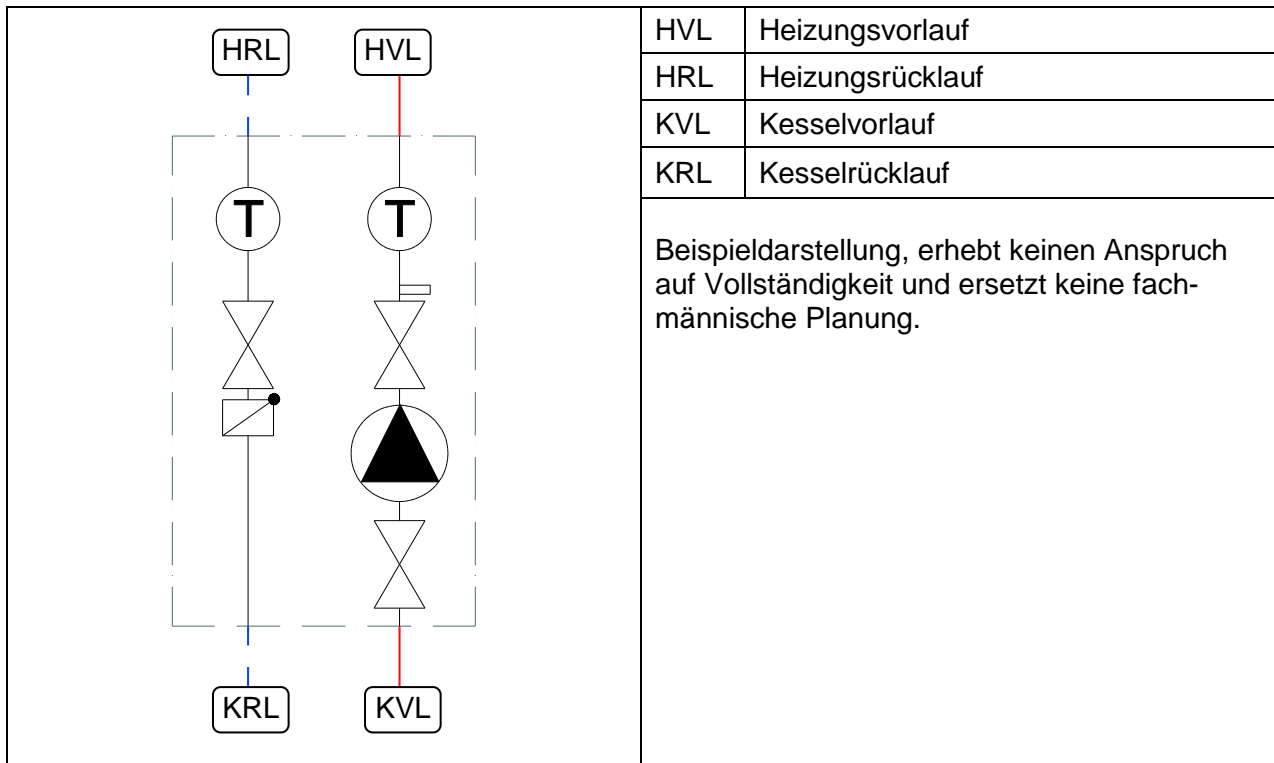 HRL HVL
T T
KRL KVL
HVL Heizungsvorlauf
HRL Heizungsrücklauf
KVL Kesselvorlauf
KRL Kesselrücklauf
Beispieldarstellung, erhebt keinen Anspruch
auf Vollständigkeit und ersetzt keine fach-
männische Planung.